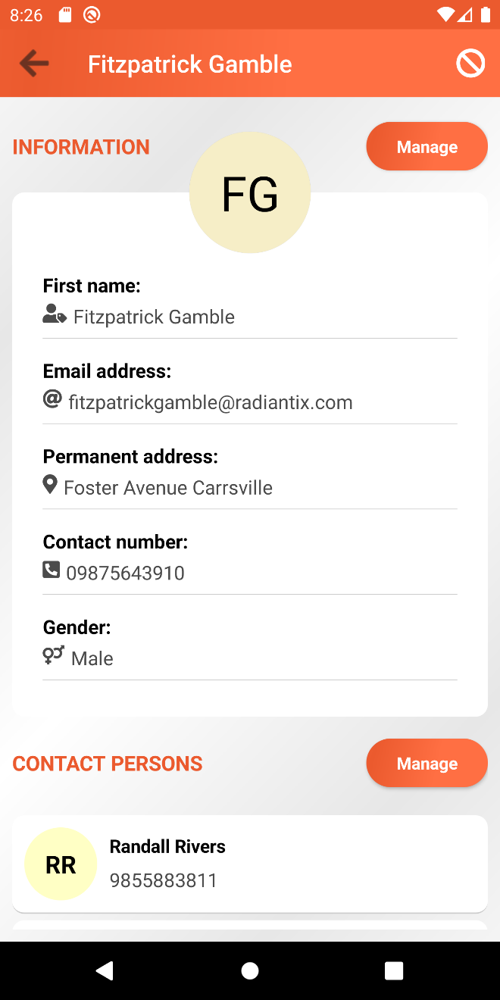 8:26
Fitzpatrick Gamble
INFORMATION
Manage
FG
First name:
Fitzpatrick Gamble
Email address:
fitzpatrickgamble@radiantix.com
Permanent address:
Foster Avenue Carrsville
Contact number:
09875643910
Gender:
Male
CONTACT PERSONS
Manage
RR
Randall Rivers
9855883811